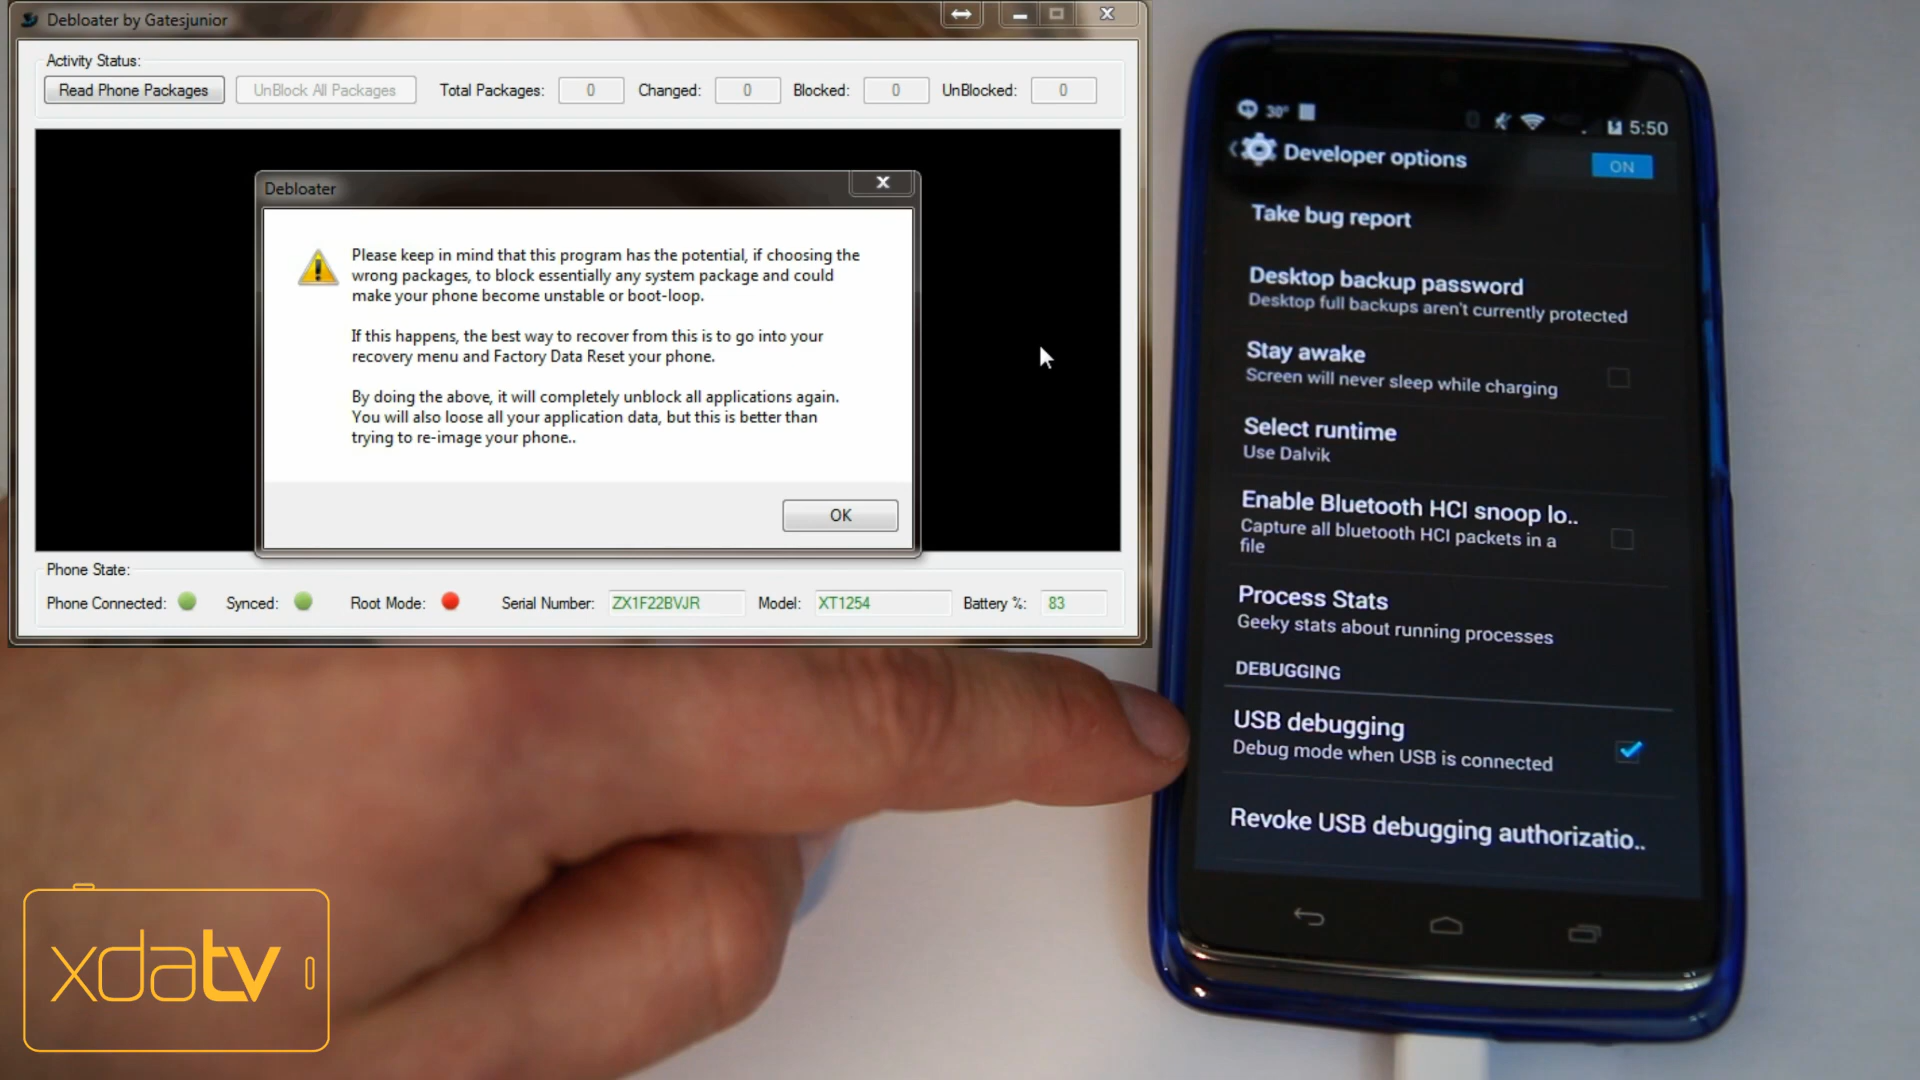 Debloater by Gatesjunior
Activity Status:
Read Phone Packages
UnBlock All Packages
Total Packages: 0
Changed: 0
Blocked: 0
UnBlocked: 0
Debloater
Please keep in mind that this program has the potential, if choosing the
wrong packages, to block essentially any system package and could
make your phone become unstable or boot-loop.
If this happens, the best way to recover from this is to go into your
recovery menu and Factory Data Reset your phone.
By doing the above, it will completely unblock all applications again.
You will also loose all your application data, but this is better than
trying to re-image your phone..
OK
Phone State:
Phone Connected:
Synced:
Root Mode:
Serial Number: ZX1F22BVJR
Model: XT1254
Battery %: 83
30°
5:50
Developer options
ON
Take bug report
Desktop backup password
Desktop full backups aren't currently protected
Stay awake
Screen will never sleep while charging
Select runtime
Use Dalvik
Enable Bluetooth HCI snoop lo..
Capture all bluetooth HCI packets in a
file
Process Stats
Geeky stats about running processes
DEBUGGING
USB debugging
Debug mode when USB is connected
Revoke USB debugging authorizatio..
xdatv